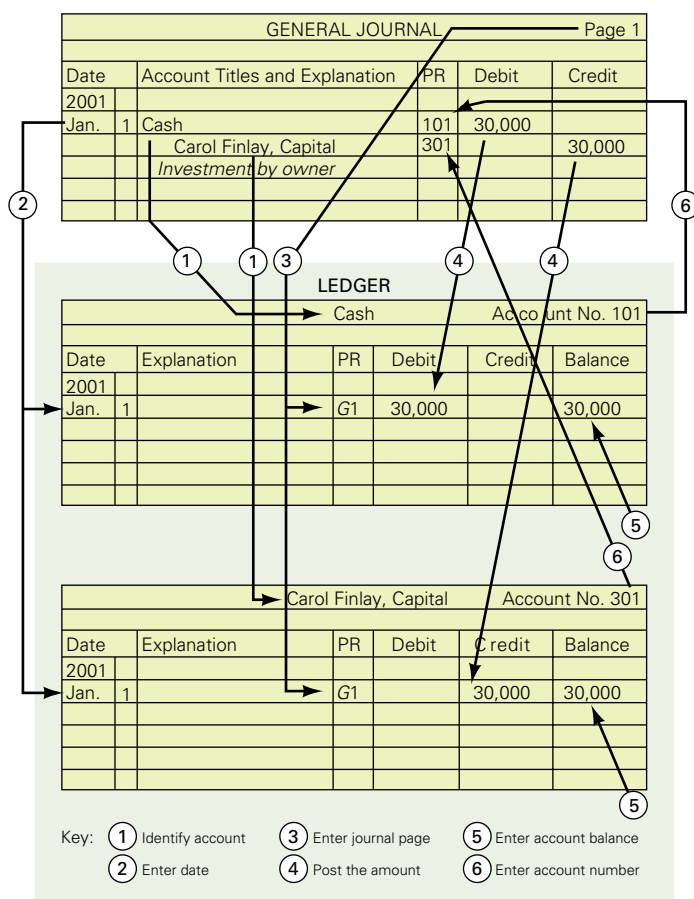 GENERAL JOURNAL Page 1
Date Account Titles and Explanation PR Debit Credit
2001
Jan. 1 Cash 101 30,000
Carol Finlay, Capital 301 30,000
Investment by owner
2 6
1 1 3 4 4
LEDGER
Cash Account No. 101
Date Explanation PR Debit Credit Balance
2001
Jan. 1 G1 30,000 30,000
5
6
Carol Finlay, Capital Account No. 301
Date Explanation PR Debit Credit Balance
2001
Jan. 1 G1 30,000 30,000
5
Key: 1 Identify account 3 Enter journal page 5 Enter account balance
2 Enter date 4 Post the amount 6 Enter account number